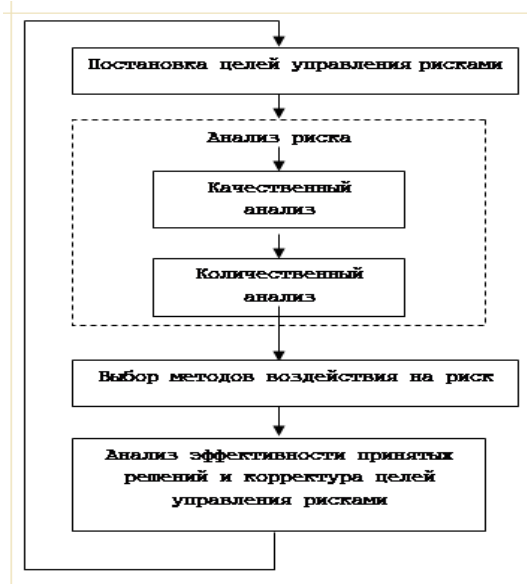 Постановка целей управления рисками
Анализ риска
Качественный
анализ
Количественный
анализ
Выбор методов воздействия на риск
Анализ эффективности принятых
решений и корректура целей
управления рисками